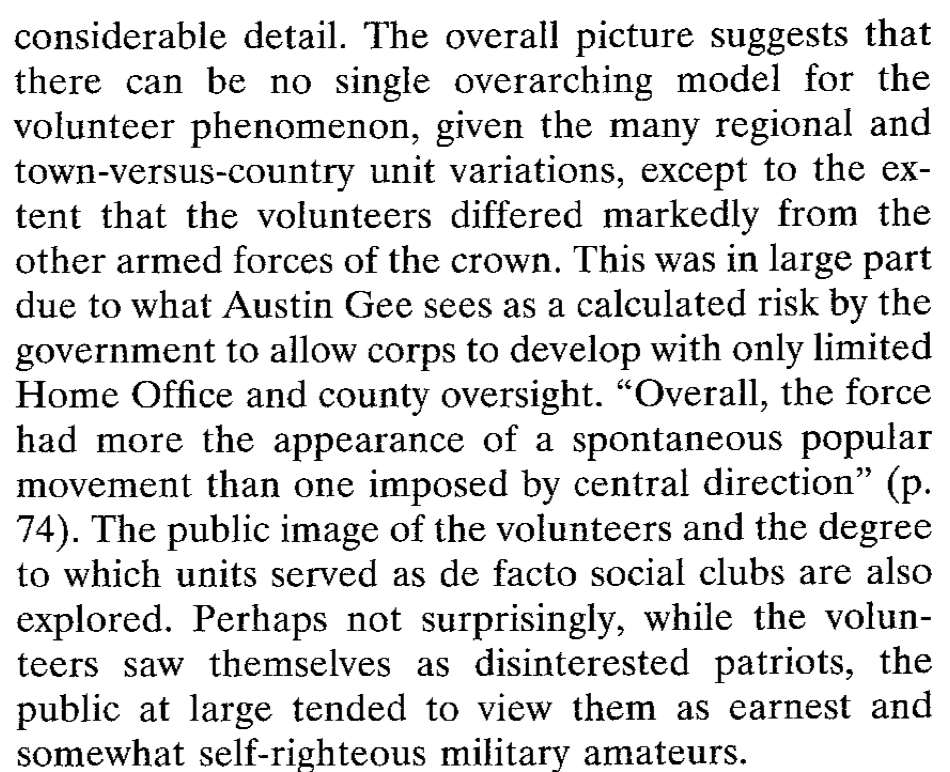 considerable detail. The overall picture suggests that
there can be no single overarching model for the
volunteer phenomenon, given the many regional and
town-versus-country unit variations, except to the ex-
tent that the volunteers differed markedly from the
other armed forces of the crown. This was in large part
due to what Austin Gee sees as a calculated risk by the
government to allow corps to develop with only limited
Home Office and county oversight. “Overall, the force
had more the appearance of a spontaneous popular
movement than one imposed by central direction” (p.
74). The public image of the volunteers and the degree
to which units served as de facto social clubs are also
explored. Perhaps not surprisingly, while the volun-
teers saw themselves as disinterested patriots, the
public at large tended to view them as earnest and
somewhat self-righteous military amateurs.